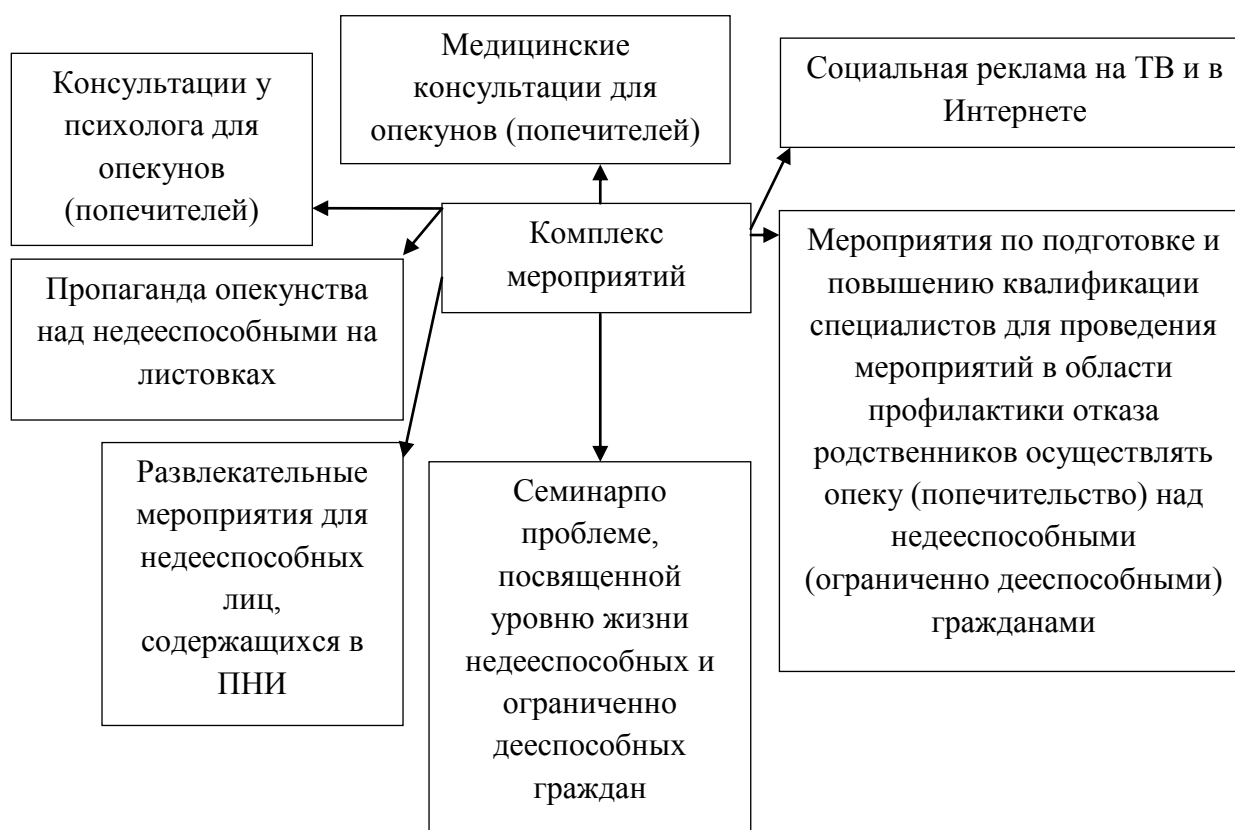 Консультации у
психолога для
опекунов
(попечителей)
Медицинские
консультации для
опекунов (попечителей)
Социальная реклама на ТВ и в
Интернете
Комплекс
мероприятий
Пропаганда опекунства
над недееспособными на
листовках
Мероприятия по подготовке и
повышению квалификации
специалистов для проведения
мероприятий в области
профилактики отказа
родственников осуществлять
опеку (попечительство) над
недееспособными
(ограниченно дееспособными)
гражданами
Развлекательные
мероприятия для
недееспособных
лиц,
содержащихся в
ПНИ
Семинарпо
проблеме,
посвященной
уровню жизни
недееспособных и
ограниченно
дееспособных
граждан